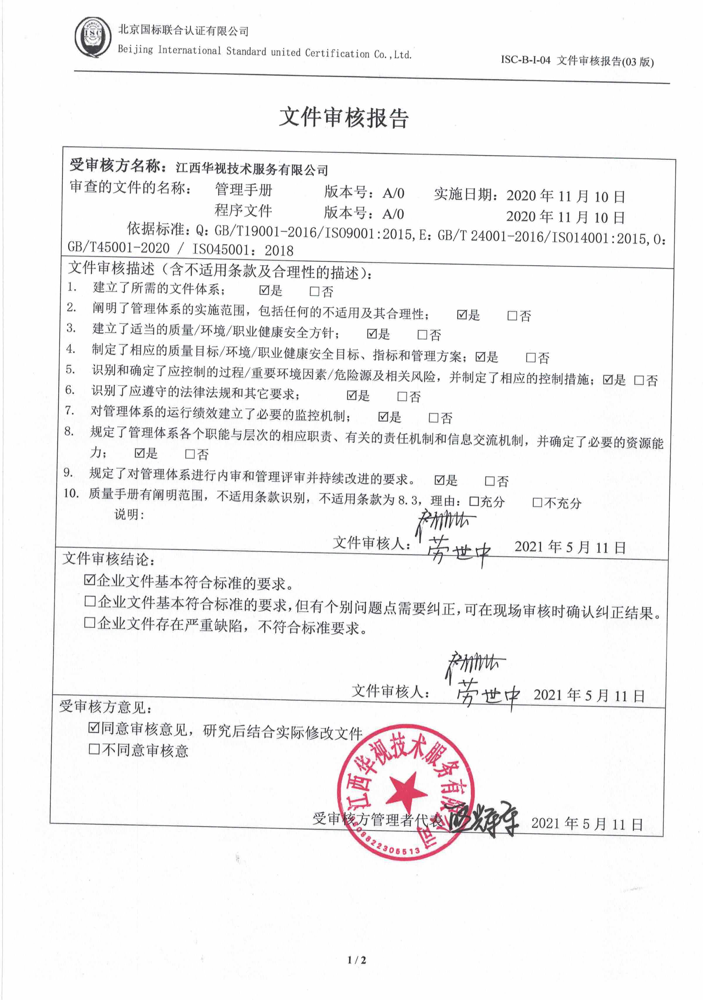 ISC
北京国标联合认证有限公司
Beijing International Standard united Certification Co.,Ltd.
ISC-B-I-04 文件审核报告(03 版)
文件审核报告
受审核方名称：江西华视技术服务有限公司
审查的文件的名称： 管理手册 版本号：A/0 实施日期：2020 年 11 月 10 日
程序文件 版本号：A/0 2020 年 11 月 10 日
依据标准：Q：GB/T19001-2016/ISO9001:2015,E：GB/T 24001-2016/ISO14001:2015,O：
GB/T45001-2020 / ISO45001：2018
文件审核描述（含不适用条款及合理性的描述）：
1. 建立了所需的文件体系； ☑是 □否
2. 阐明了管理体系的实施范围，包括任何的不适用及其合理性； ☑是 □否
3. 建立了适当的质量/环境/职业健康安全方针； ☑是 □否
4. 制定了相应的质量目标/环境/职业健康安全目标、指标和管理方案；☑是 □否
5. 识别和确定了应控制的过程/重要环境因素/危险源及相关风险，并制定了相应的控制措施；☑是 □否
6. 识别了应遵守的法律法规和其它要求； ☑是 □否
7. 对管理体系的运行绩效建立了必要的监控机制； ☑是 □否
8. 规定了管理体系各个职能与层次的相应职责、有关的责任机制和信息交流机制，并确定了必要的资源能
力； ☑是 □否
9. 规定了对管理体系进行内审和管理评审并持续改进的要求。 ☑是 □否
10. 质量手册有阐明范围，不适用条款识别，不适用条款为 8.3，理由：□充分 □不充分
说明：
文件审核人： 劳世中 2021 年 5 月 11 日
文件审核结论：
☑企业文件基本符合标准的要求。
□企业文件基本符合标准的要求,但有个别问题点需要纠正,可在现场审核时确认纠正结果。
□企业文件存在严重缺陷，不符合标准要求。
文件审核人： 劳世中 2021 年 5 月 11 日
受审核方意见：
☑同意审核意见，研究后结合实际修改文件
□不同意审核意
江西华视技术服务有限公司
受审核方管理者代表 2021 年 5 月 11 日
1 / 2